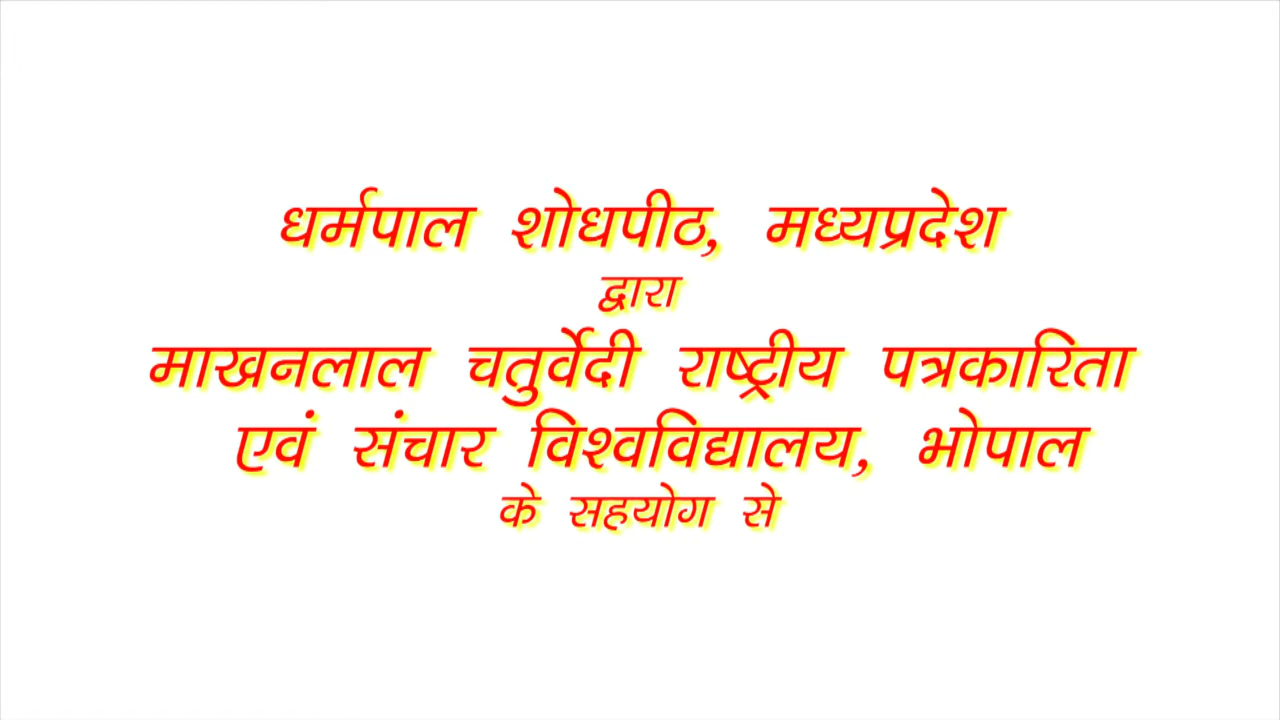 धर्मपाल शोधपीठ, मध्यप्रदेश
द्वारा
माखनलाल चतुर्वेदी राष्ट्रीय पत्रकारिता
एवं संचार विश्वविद्यालय, भोपाल
के सहयोग से